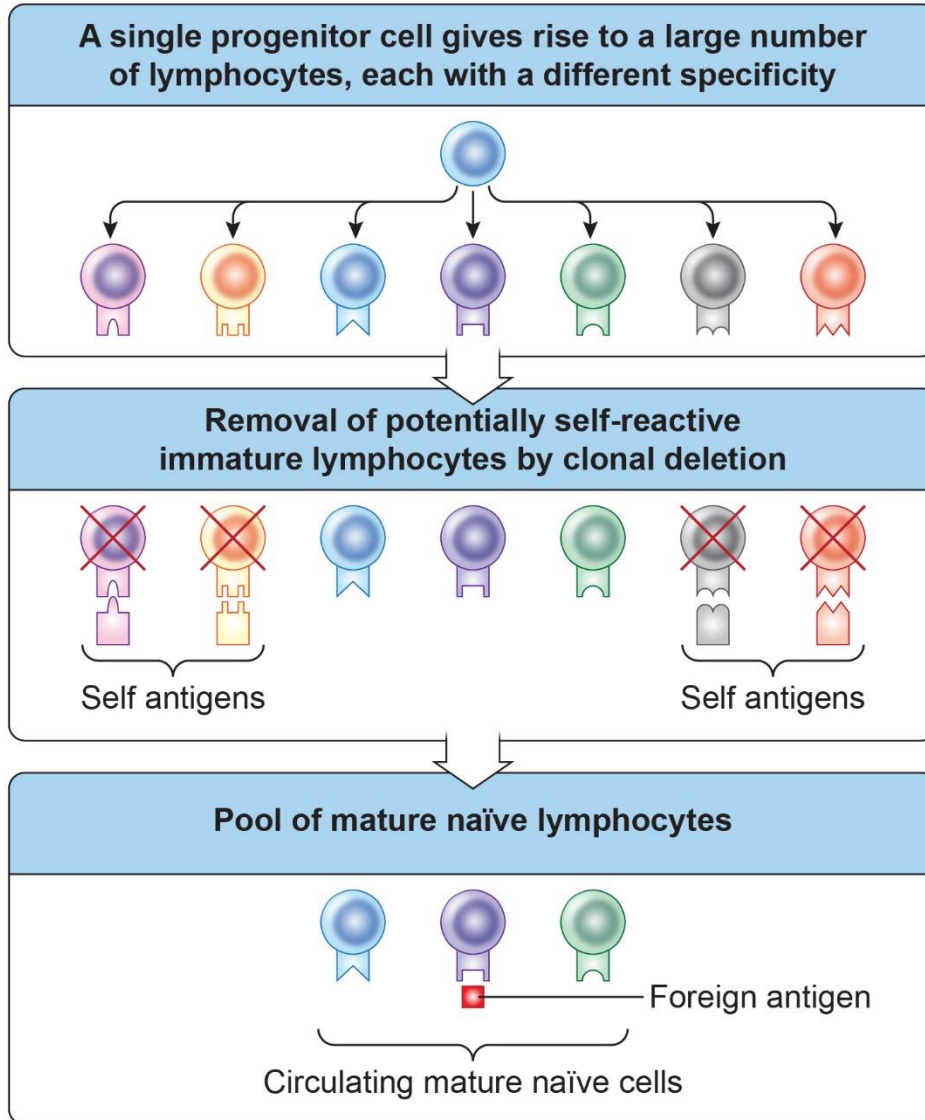 A single progenitor cell gives rise to a large number
of lymphocytes, each with a different specificity
Removal of potentially self-reactive
immature lymphocytes by clonal deletion
Self antigens
Self antigens
Pool of mature naïve lymphocytes
Foreign antigen
Circulating mature naïve cells